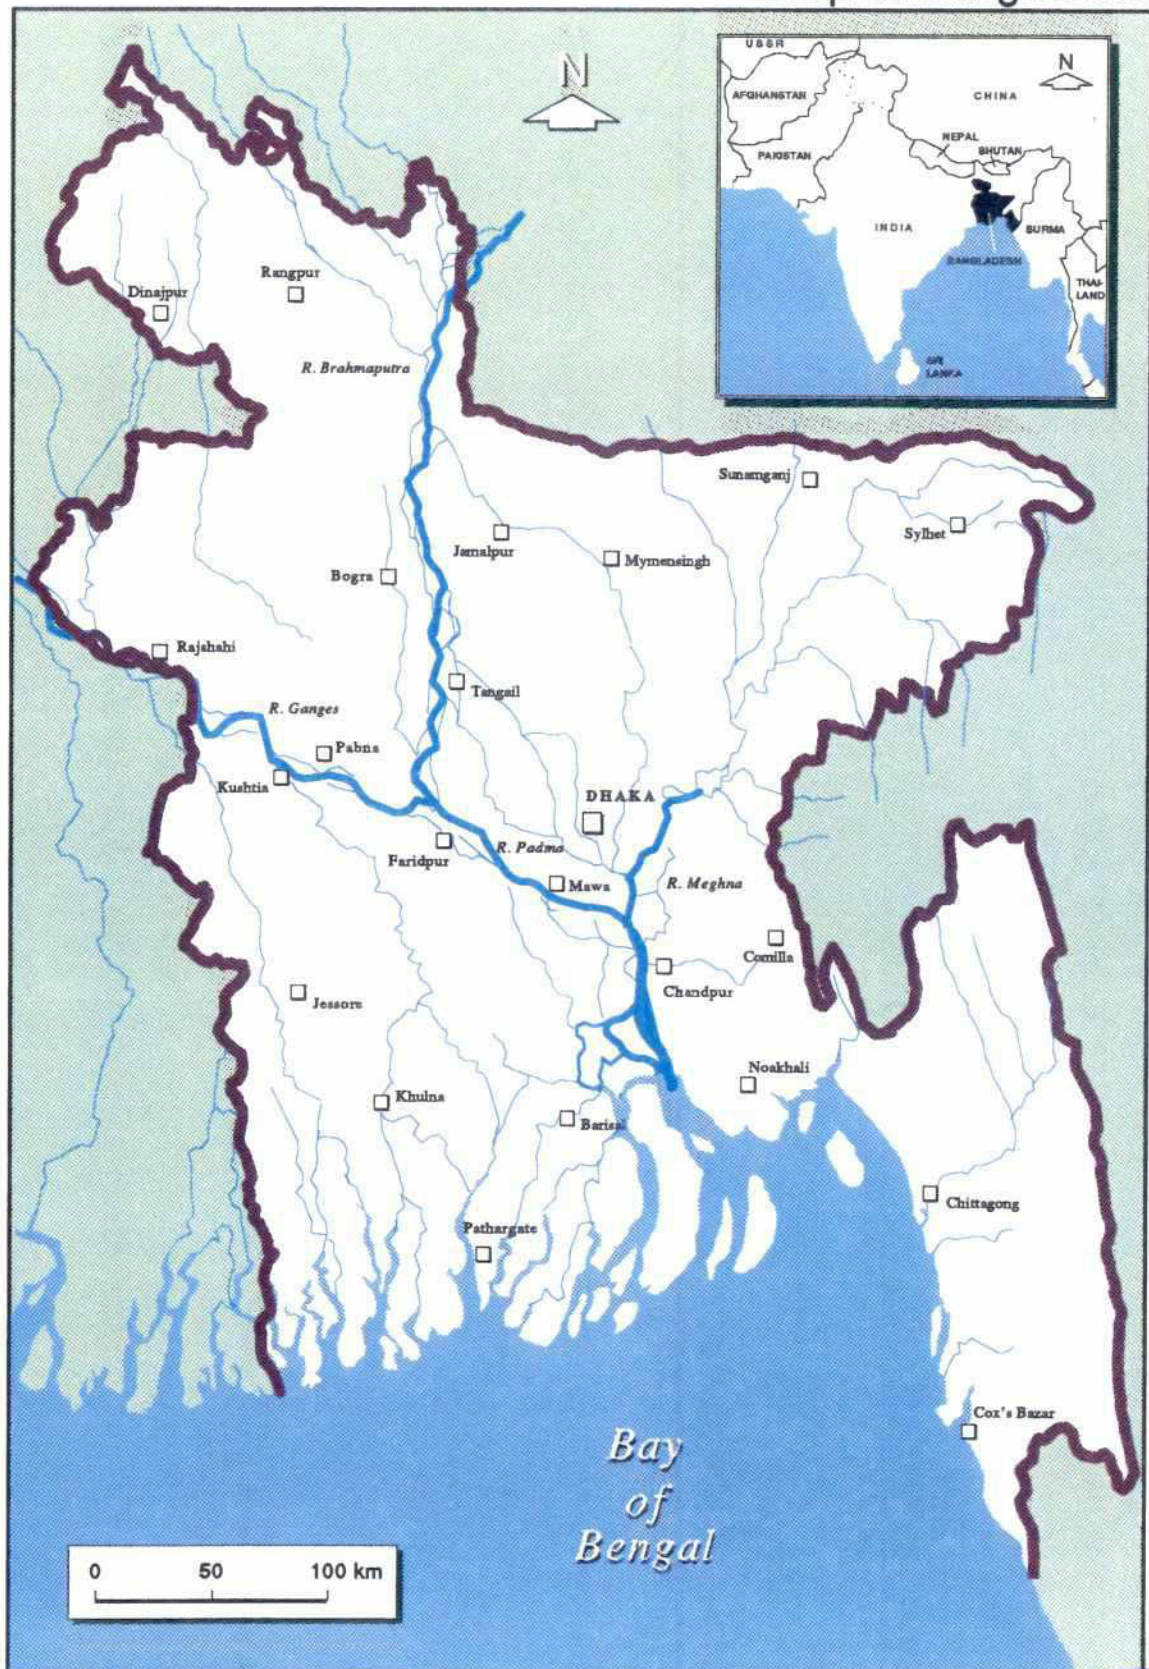 N
USSR
N
AFGHANISTAN
CHINA
NEPAL
BHUTAN
PAKISTAN
INDIA
BURMA
BANGLADESH
THAI-
LAND
SRI
LANKA
Rangpur
Dinajpur
R. Brahmaputra
Sunamganj
Sylhet
Jamalpur
Mymensingh
Bogra
Rajshahi
Tangail
R. Ganges
Pabna
Kushtia
DHAKA
R. Padma
Faridpur
Mawa
R. Meghna
Comilla
Chandpur
Jessore
Noakhali
Khulna
Barisal
Chittagong
Pathargate
Cox's Bazar
Bay
of
Bengal
0 50 100 km